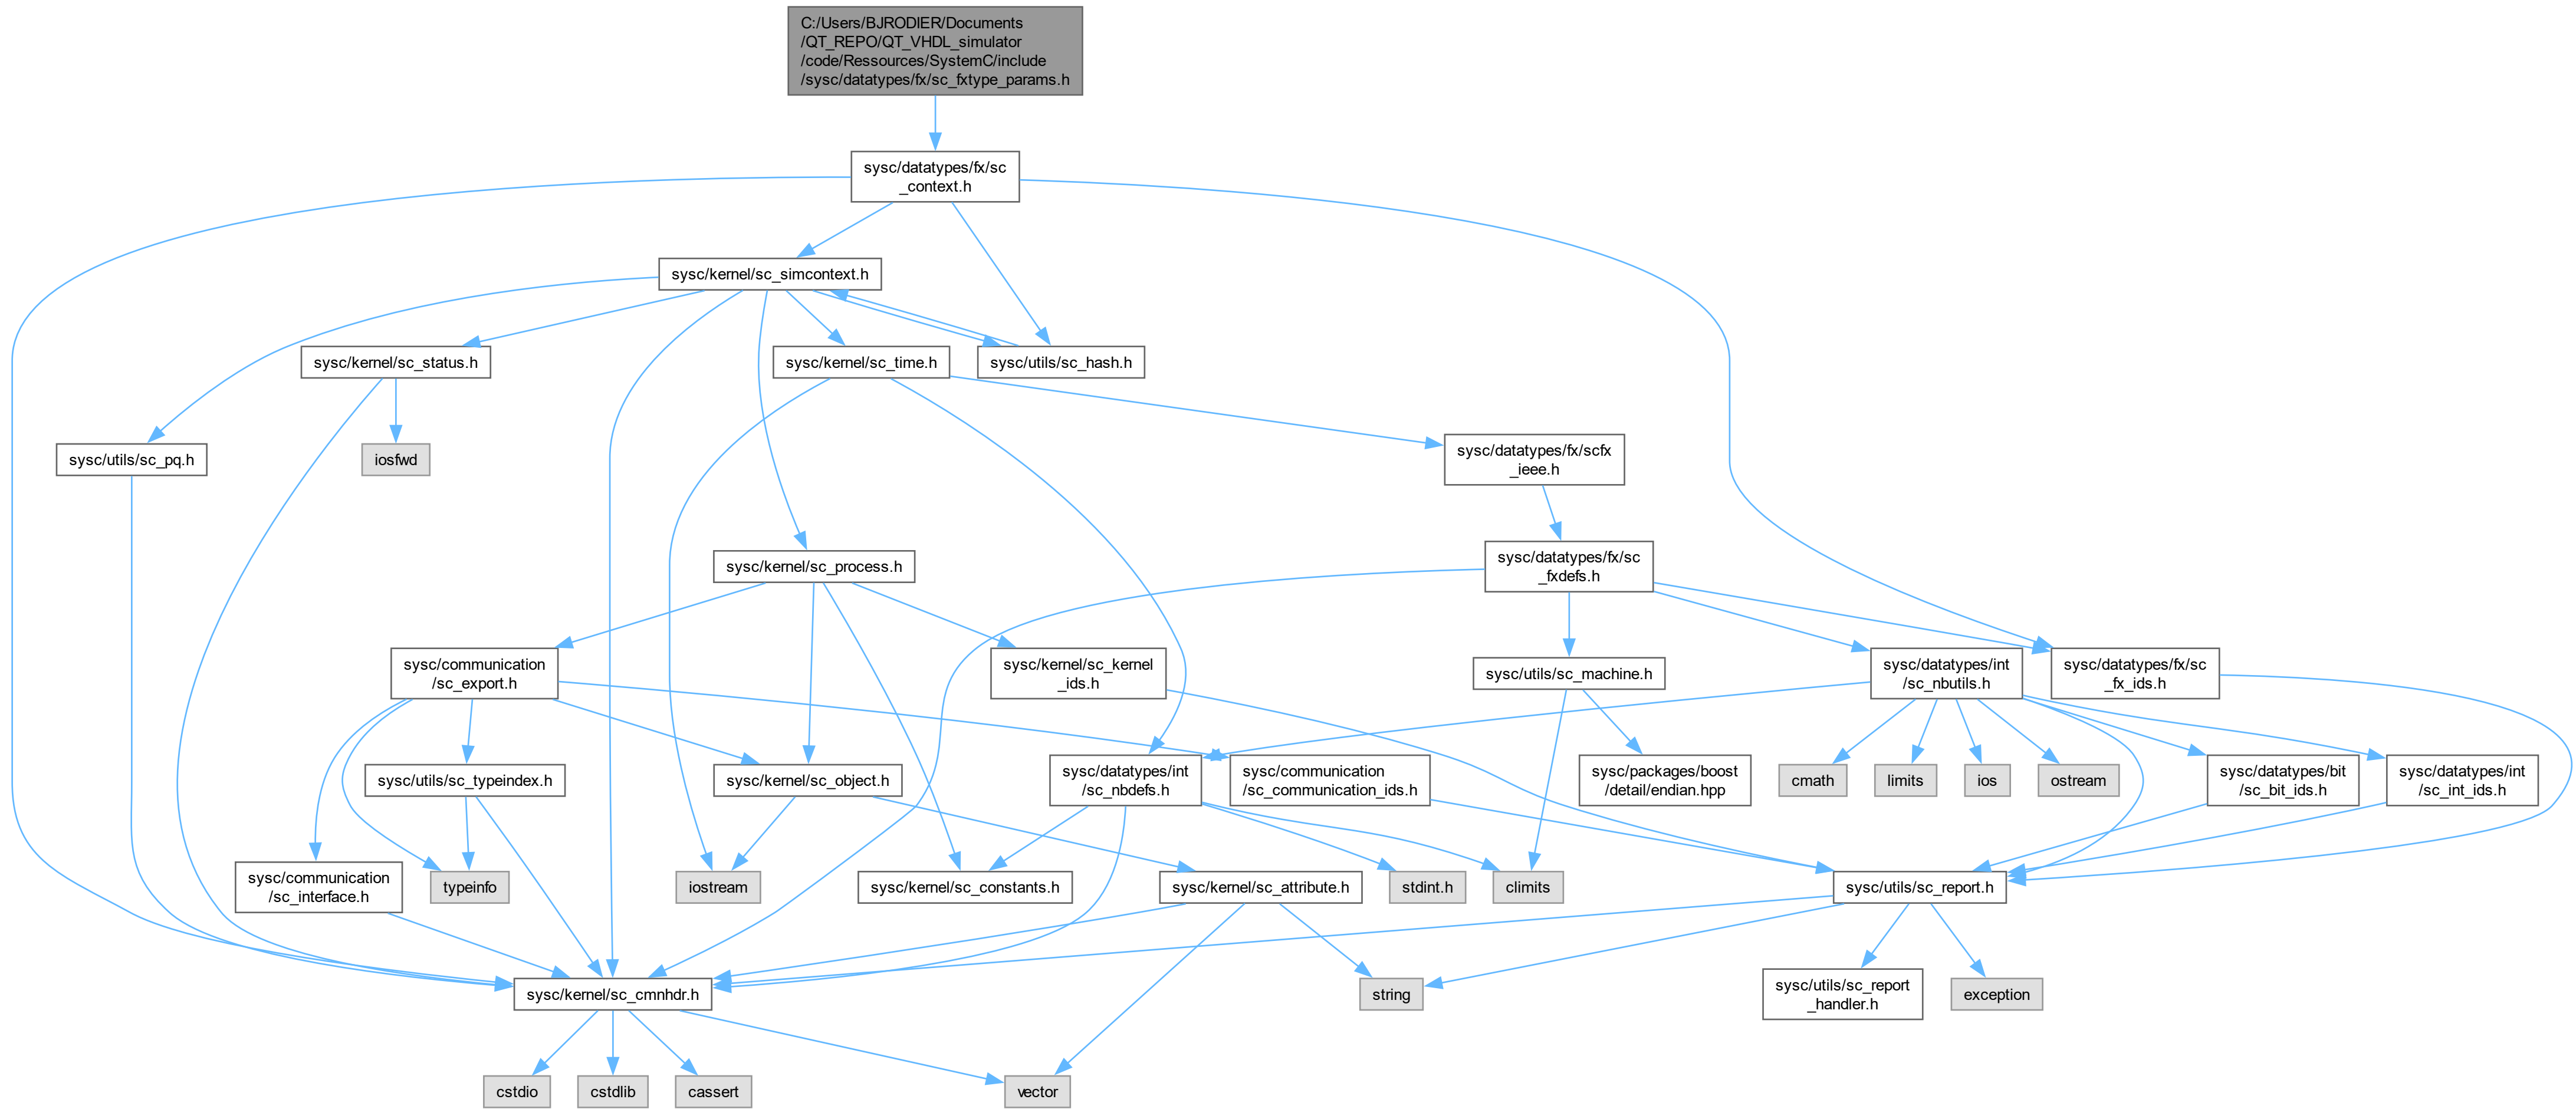 C:/Users/BJRODIER/Documents
/QT_REPO/QT_VHDL_simulator
/code/Ressources/SystemC/include
/sysc/datatypes/fx/sc_fxtype_params.h
sysc/datatypes/fx/sc
_context.h
sysc/kernel/sc_simcontext.h
sysc/kernel/sc_status.h
sysc/kernel/sc_time.h
sysc/utils/sc_hash.h
sysc/utils/sc_pq.h
iosfwd
sysc/datatypes/fx/scfx
_ieee.h
sysc/kernel/sc_process.h
sysc/datatypes/fx/sc
_fxdefs.h
sysc/communication
/sc_export.h
sysc/kernel/sc_kernel
_ids.h
sysc/utils/sc_machine.h
sysc/datatypes/int
/sc_nbutils.h
sysc/datatypes/fx/sc
_fx_ids.h
sysc/utils/sc_typeindex.h
sysc/kernel/sc_object.h
sysc/datatypes/int
/sc_nbdefs.h
sysc/communication
/sc_communication_ids.h
sysc/packages/boost
/detail/endian.hpp
cmath
limits
ios
ostream
sysc/datatypes/bit
/sc_bit_ids.h
sysc/datatypes/int
/sc_int_ids.h
sysc/communication
/sc_interface.h
typeinfo
iostream
sysc/kernel/sc_constants.h
sysc/kernel/sc_attribute.h
stdint.h
climits
sysc/utils/sc_report.h
sysc/kernel/sc_cmnhdr.h
string
sysc/utils/sc_report
_handler.h
exception
cstdio
cstdlib
cassert
vector